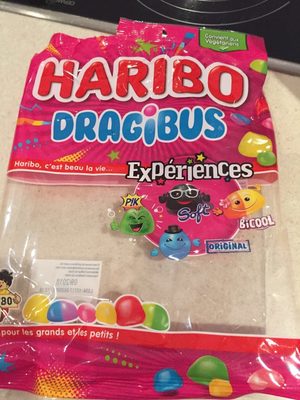 Convient aux
Végétariens
HARIBO
DRAGiBUS
Haribo, c'est beau la vie...
ExpérienceS
PIK
Soft
BiCOOL
ORiGiNAL
80
pour les grands et les petits !